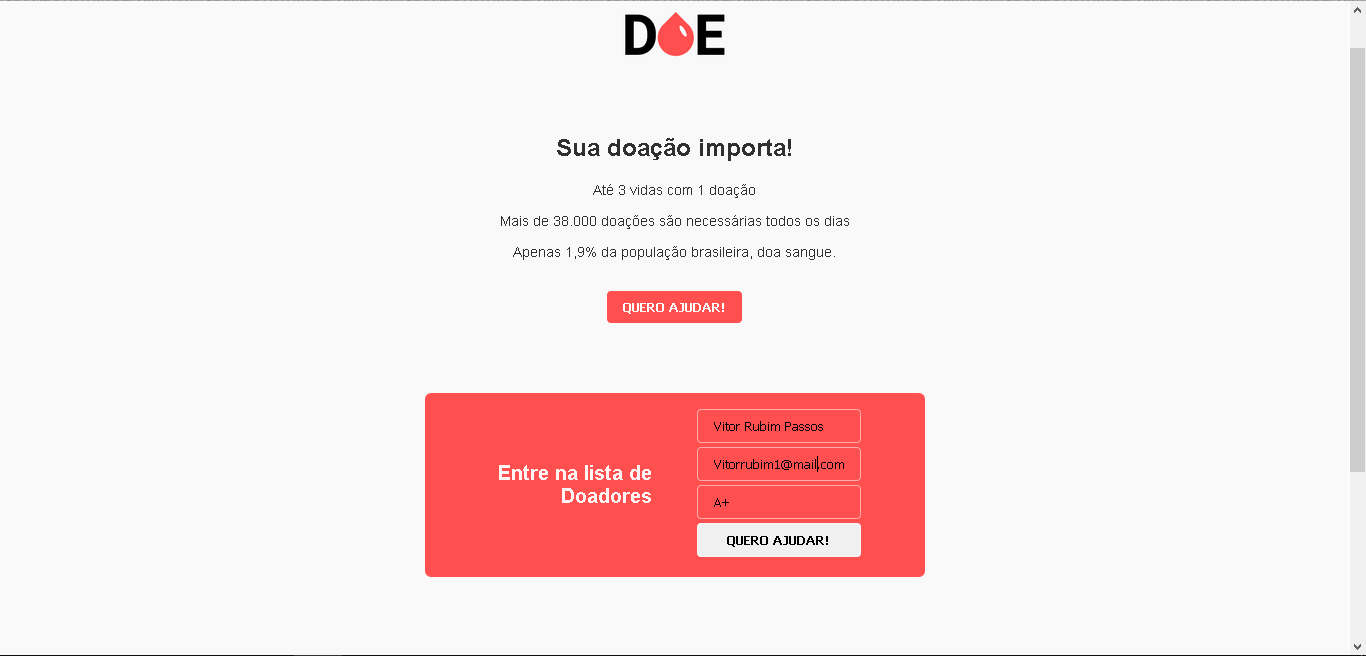 DOE
Sua doação importa!
Até 3 vidas com 1 doação
Mais de 38.000 doações são necessárias todos os dias
Apenas 1,9% da população brasileira, doa sangue.
QUERO AJUDAR!
Entre na lista de
Doadores
Vitor Rubim Passos
Vitorrubim1@mail.com
A+
QUERO AJUDAR!